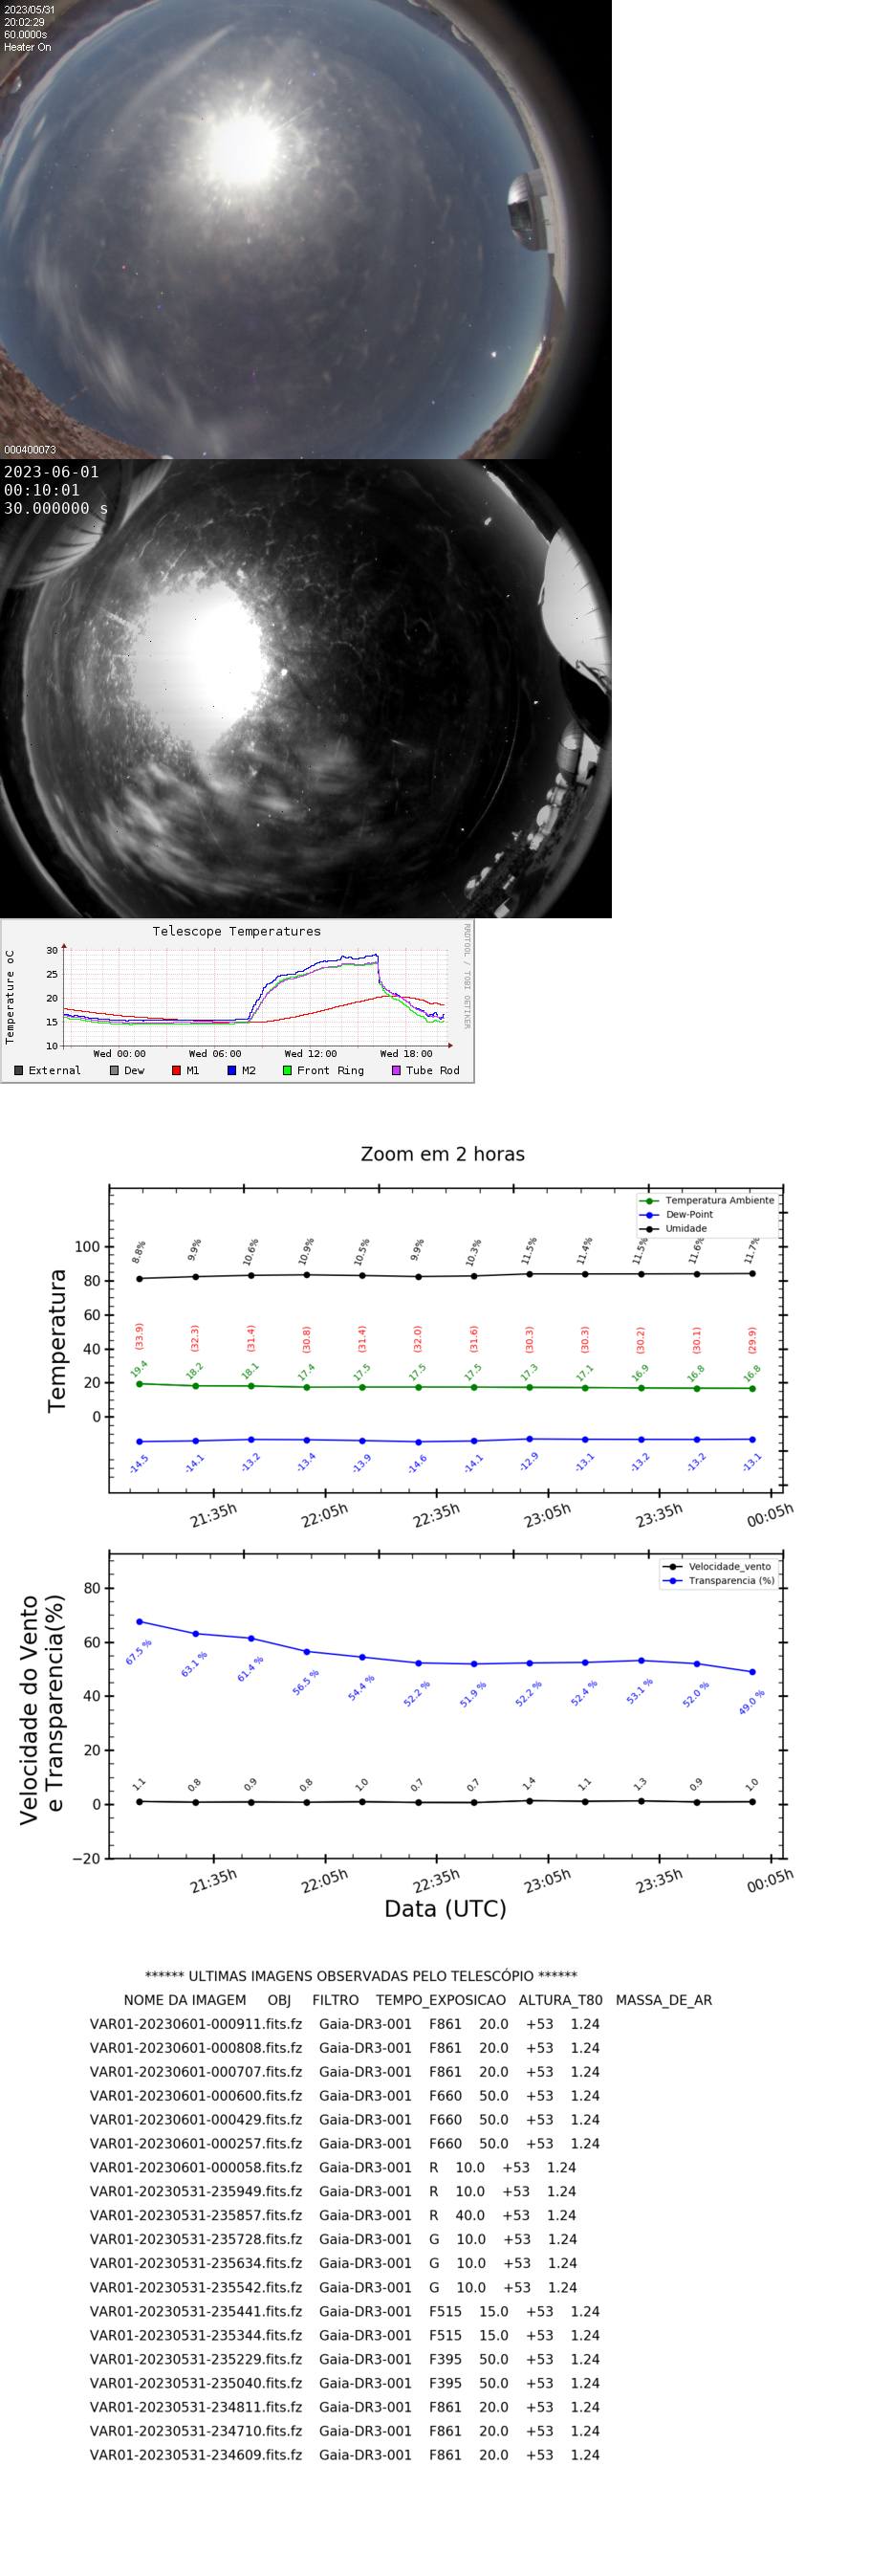 2023/05/31
20:02:29
60.0000s
Heater On
000400073
2023-06-01
00:10:01
30.000000 s
Telescope Temperatures
RRDTOOL / TOBI OETIKER
Temperature oC
30
25
20
15
10
Wed 00:00 Wed 06:00 Wed 12:00 Wed 18:00
External Dew M1 M2 Front Ring Tube Rod
Zoom em 2 horas
Temperatura Ambiente
Dew-Point
Umidade
Temperatura
100
80
60
40
20
0
8.8% 9.9% 10.6% 10.9% 10.5% 9.9% 10.3% 11.5% 11.4% 11.5% 11.6% 11.7%
(33.9) (32.3) (31.4) (30.8) (31.4) (32.0) (31.6) (30.3) (30.3) (30.2) (30.1) (29.9)
19.4 18.2 18.1 17.4 17.5 17.5 17.5 17.3 17.1 16.9 16.8 16.8
-14.5 -14.1 -13.2 -13.4 -13.9 -14.6 -14.1 -12.9 -13.1 -13.2 -13.2 -13.1
21:35h 22:05h 22:35h 23:05h 23:35h 00:05h
Velocidade_vento
Transparencia (%)
Velocidade do Vento
e Transparencia(%)
80
60
40
20
0
−20
67.5 % 63.1 % 61.4 % 56.5 % 54.4 % 52.2 % 51.9 % 52.2 % 52.4 % 53.1 % 52.0 % 49.0 %
1.1 0.8 0.9 0.8 1.0 0.7 0.7 1.4 1.1 1.3 0.9 1.0
21:35h 22:05h 22:35h 23:05h 23:35h 00:05h
Data (UTC)
****** ULTIMAS IMAGENS OBSERVADAS PELO TELESCÓPIO ******
NOME DA IMAGEM OBJ FILTRO TEMPO_EXPOSICAO ALTURA_T80 MASSA_DE_AR
VAR01-20230601-000911.fits.fz Gaia-DR3-001 F861 20.0 +53 1.24
VAR01-20230601-000808.fits.fz Gaia-DR3-001 F861 20.0 +53 1.24
VAR01-20230601-000707.fits.fz Gaia-DR3-001 F861 20.0 +53 1.24
VAR01-20230601-000600.fits.fz Gaia-DR3-001 F660 50.0 +53 1.24
VAR01-20230601-000429.fits.fz Gaia-DR3-001 F660 50.0 +53 1.24
VAR01-20230601-000257.fits.fz Gaia-DR3-001 F660 50.0 +53 1.24
VAR01-20230601-000058.fits.fz Gaia-DR3-001 R 10.0 +53 1.24
VAR01-20230531-235949.fits.fz Gaia-DR3-001 R 10.0 +53 1.24
VAR01-20230531-235857.fits.fz Gaia-DR3-001 R 40.0 +53 1.24
VAR01-20230531-235728.fits.fz Gaia-DR3-001 G 10.0 +53 1.24
VAR01-20230531-235634.fits.fz Gaia-DR3-001 G 10.0 +53 1.24
VAR01-20230531-235542.fits.fz Gaia-DR3-001 G 10.0 +53 1.24
VAR01-20230531-235441.fits.fz Gaia-DR3-001 F515 15.0 +53 1.24
VAR01-20230531-235344.fits.fz Gaia-DR3-001 F515 15.0 +53 1.24
VAR01-20230531-235229.fits.fz Gaia-DR3-001 F395 50.0 +53 1.24
VAR01-20230531-235040.fits.fz Gaia-DR3-001 F395 50.0 +53 1.24
VAR01-20230531-234811.fits.fz Gaia-DR3-001 F861 20.0 +53 1.24
VAR01-20230531-234710.fits.fz Gaia-DR3-001 F861 20.0 +53 1.24
VAR01-20230531-234609.fits.fz Gaia-DR3-001 F861 20.0 +53 1.24